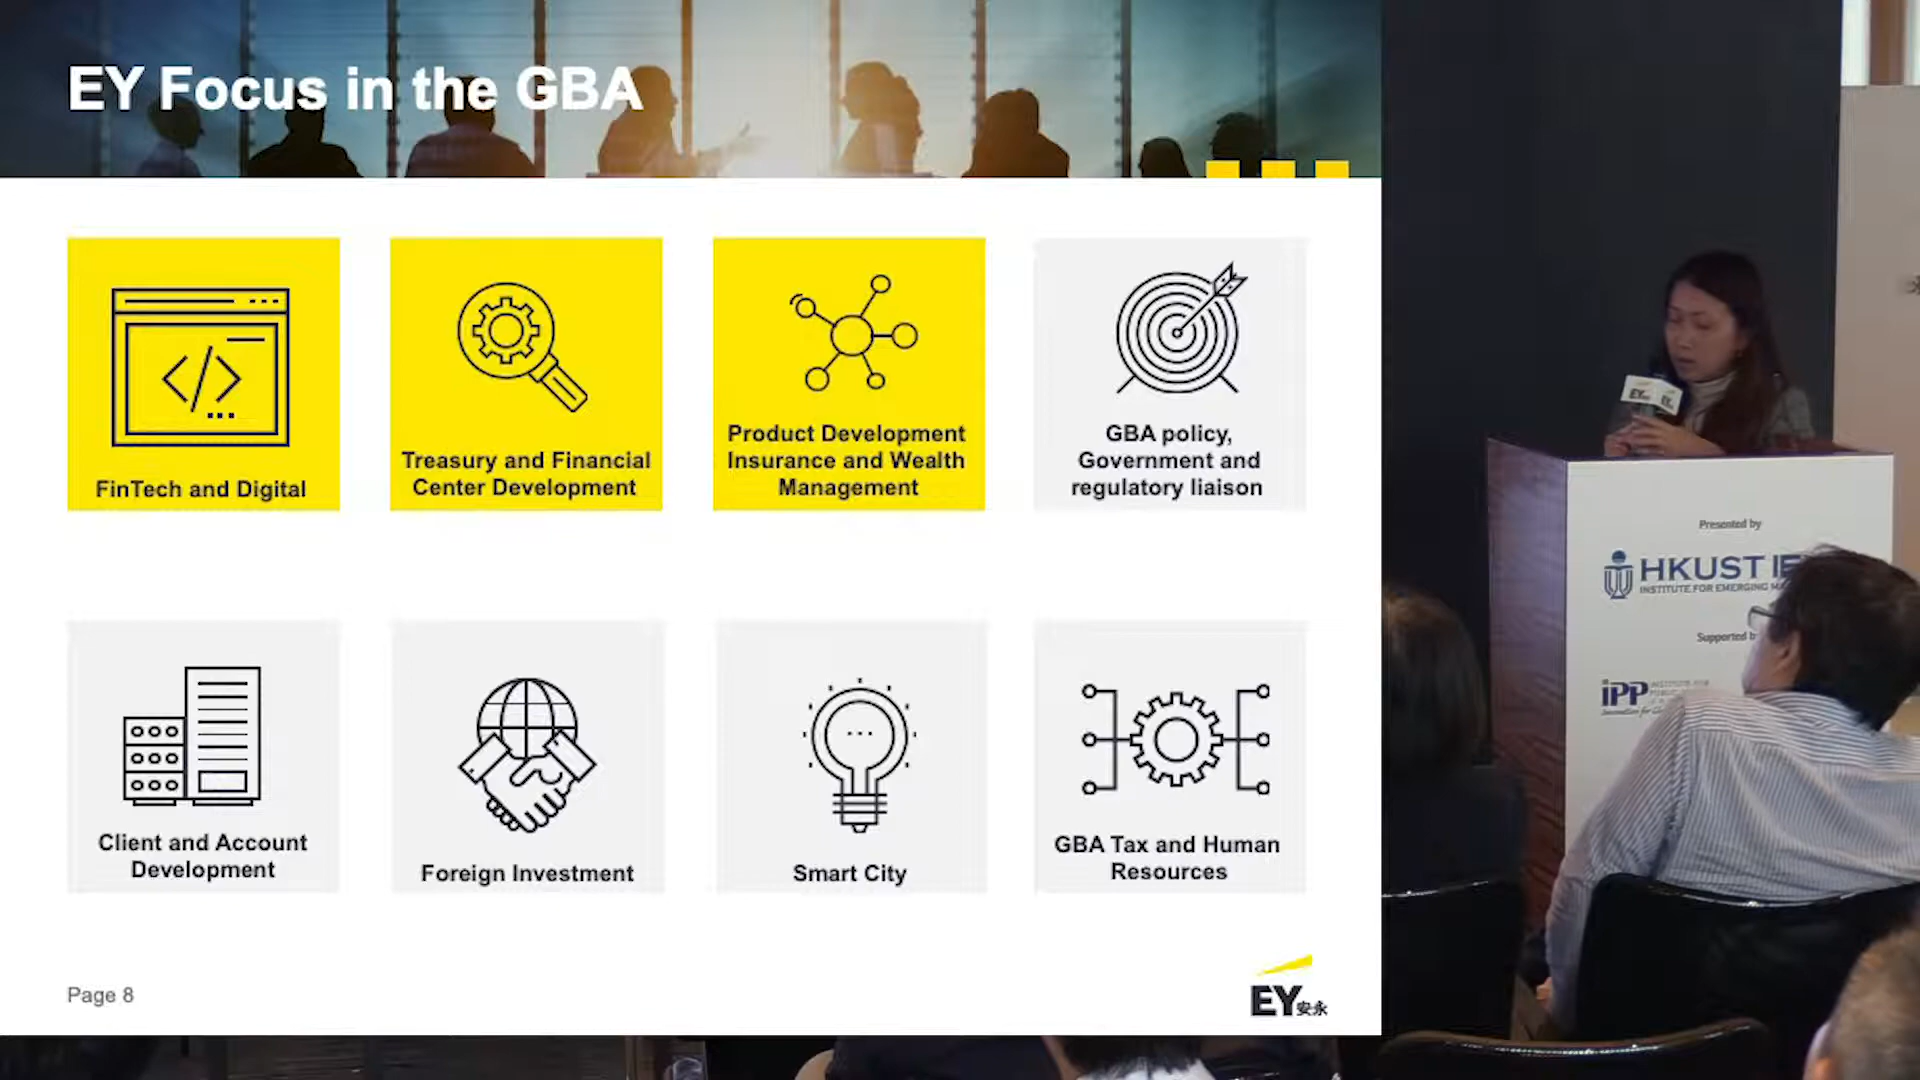 EY Focus in the GBA
FinTech and Digital
Treasury and Financial
Center Development
Product Development
Insurance and Wealth
Management
GBA policy,
Government and
regulatory liaison
Client and Account
Development
Foreign Investment
Smart City
GBA Tax and Human
Resources
Page 8
EY安永
EY
EY
Presented by
HKUST
INSTITUTE FOR EMERGING
Supported
iPP